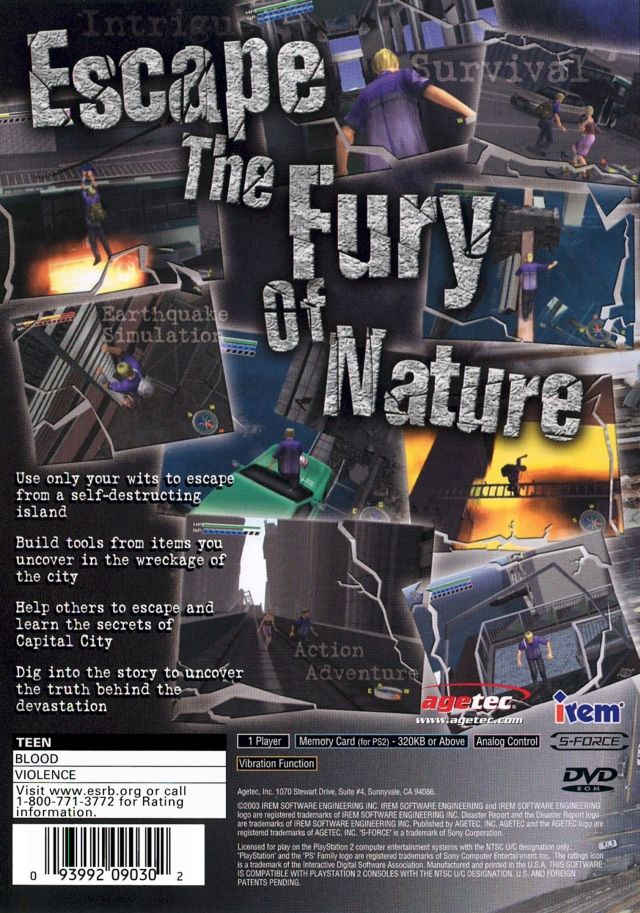 Intrigue
Survival
Escape
The
Fury
Of
Nature
Earthquake
Simulation
Use only your wits to escape
from a self-destructing
island
Build tools from items you
uncover in the wreckage of
the city
Help others to escape and
learn the secrets of
Capital City
Dig into the story to uncover
the truth behind the
devastation
Action
Adventure
agetec
www.agetec.com
irem
TEEN
BLOOD
VIOLENCE
Visit www.esrb.org or call
1-800-771-3772 for Rating
information.
0 93992 09030 2
1 Player
Memory Card (for PS2) - 320KB or Above
Analog Control
S-FORCE
Vibration Function
DVD
ROM
Agetec, Inc. 1070 Stewart Drive, Suite #4, Sunnyvale, CA 94086.
©2003 IREM SOFTWARE ENGINEERING INC. IREM SOFTWARE ENGINEERING and IREM SOFTWARE ENGINEERING
logo are registered trademarks of IREM SOFTWARE ENGINEERING INC. Disaster Report and the Disaster Report logo
are trademarks of IREM SOFTWARE ENGINEERING INC. Published by AGETEC, INC. AGETEC and the AGETEC logo are
registered trademarks of AGETEC, INC. 'S-FORCE' is a trademark of Sony Corporation.
Licensed for play on the PlayStation 2 computer entertainment systems with the NTSC U/C designation only.
"PlayStation" and the "PS" Family logo are registered trademarks of Sony Computer Entertainment Inc. The ratings icon
is a trademark of the Interactive Digital Software Association. Manufactured and printed in the U.S.A. THIS SOFTWARE
IS COMPATIBLE WITH PLAYSTATION 2 CONSOLES WITH THE NTSC U/C DESIGNATION. U.S. AND FOREIGN
PATENTS PENDING.